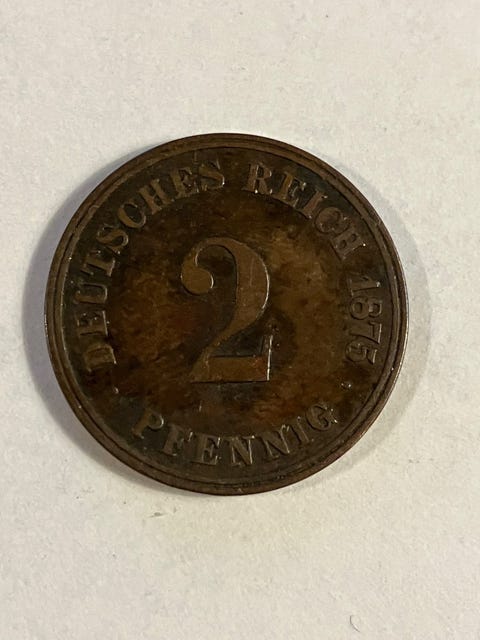 DEUTSCHES REICH 1875
2
· PFENNIG ·